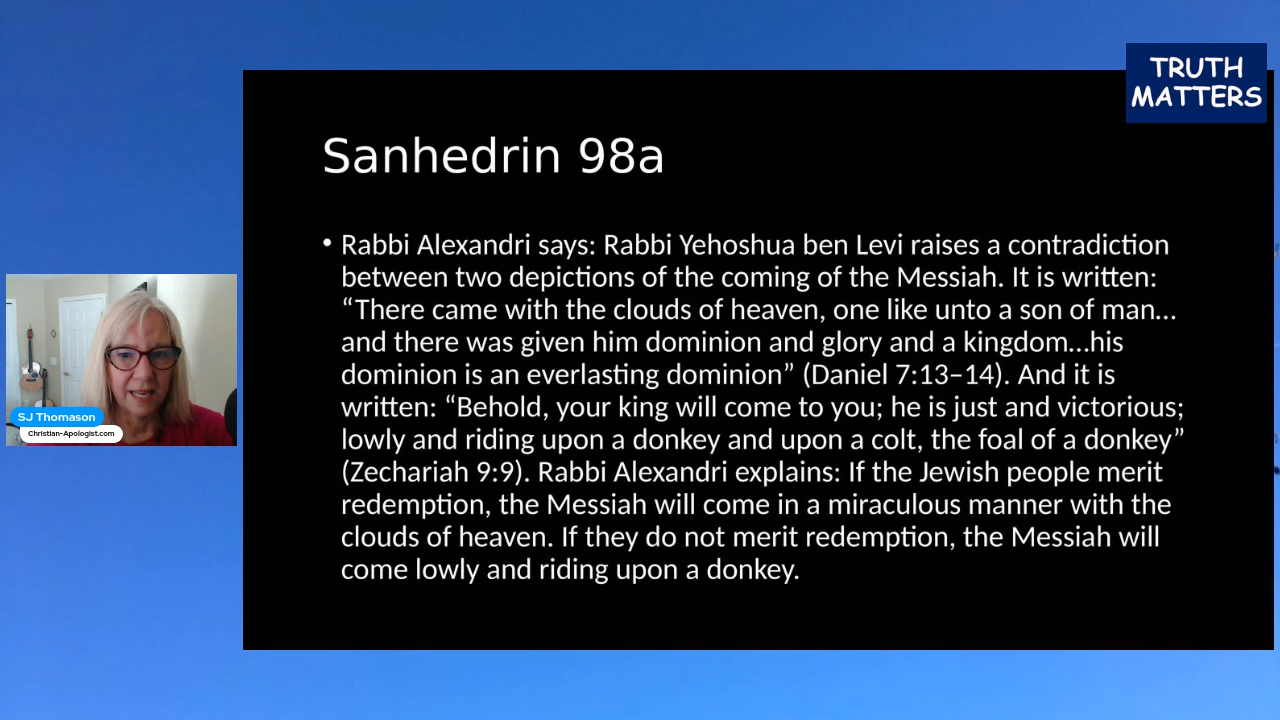 TRUTH
MATTERS
Sanhedrin 98a
• Rabbi Alexandri says: Rabbi Yehoshua ben Levi raises a contradiction
between two depictions of the coming of the Messiah. It is written:
“There came with the clouds of heaven, one like unto a son of man…
and there was given him dominion and glory and a kingdom…his
dominion is an everlasting dominion” (Daniel 7:13–14). And it is
written: “Behold, your king will come to you; he is just and victorious;
lowly and riding upon a donkey and upon a colt, the foal of a donkey”
(Zechariah 9:9). Rabbi Alexandri explains: If the Jewish people merit
redemption, the Messiah will come in a miraculous manner with the
clouds of heaven. If they do not merit redemption, the Messiah will
come lowly and riding upon a donkey.
SJ Thomason
Christian-Apologist.com